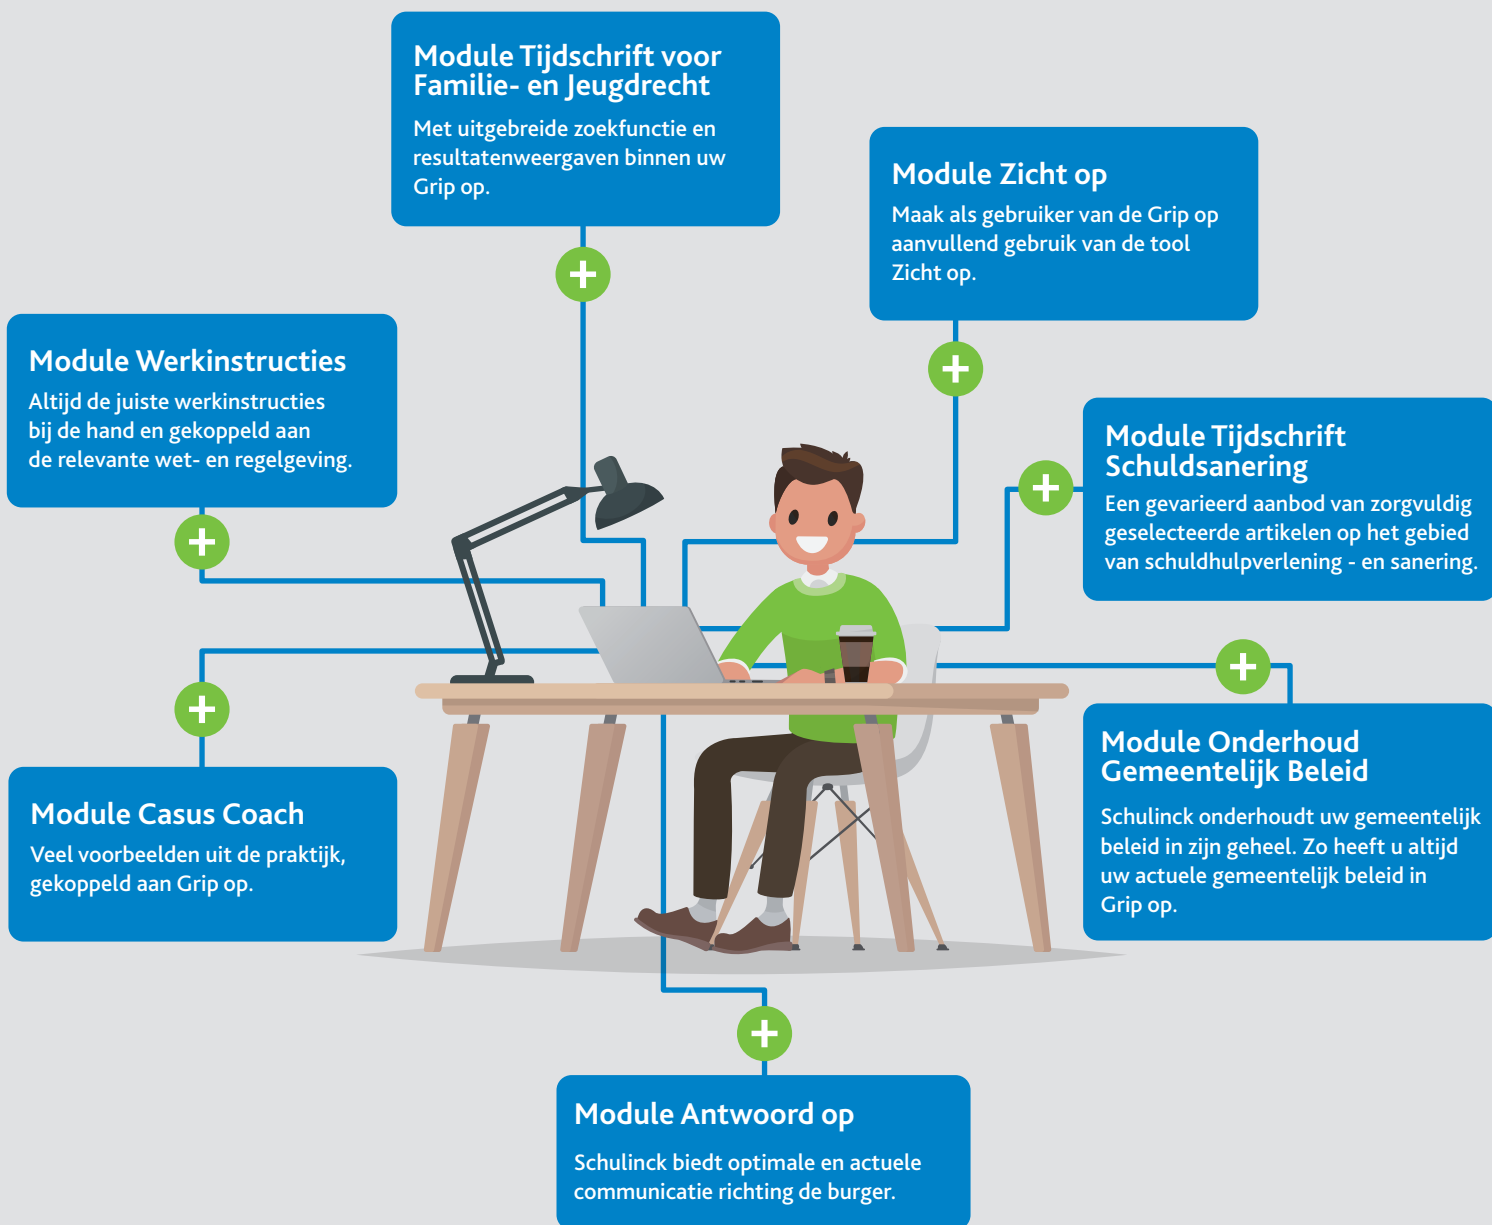 Module Tijdschrift voor
Familie- en Jeugdrecht
Met uitgebreide zoekfunctie en
resultatenweergaven binnen uw
Grip op.
Module Zicht op
Maak als gebruiker van de Grip op
aanvullend gebruik van de tool
Zicht op.
Module Werkinstructies
Altijd de juiste werkinstructies
bij de hand en gekoppeld aan
de relevante wet- en regelgeving.
Module Tijdschrift
Schuldsanering
Een gevarieerd aanbod van zorgvuldig
geselecteerde artikelen op het gebied
van schuldhulpverlening - en sanering.
Module Casus Coach
Veel voorbeelden uit de praktijk,
gekoppeld aan Grip op.
Module Onderhoud
Gemeentelijk Beleid
Schulinck onderhoudt uw gemeentelijk
beleid in zijn geheel. Zo heeft u altijd
uw actuele gemeentelijk beleid in
Grip op.
Module Antwoord op
Schulinck biedt optimale en actuele
communicatie richting de burger.